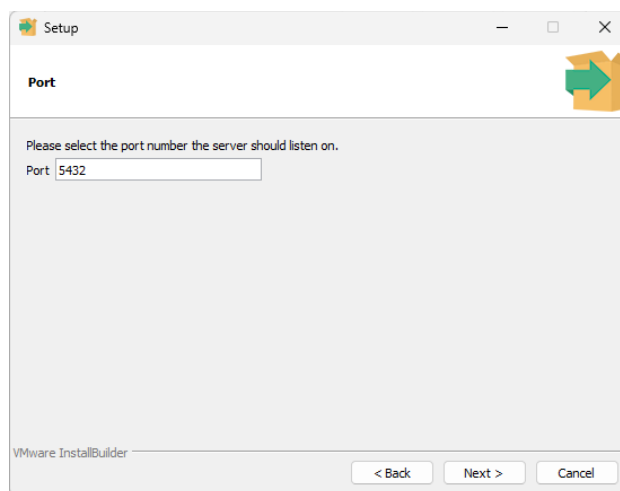 Setup
Port
Please select the port number the server should listen on.
Port 5432
VMware InstallBuilder
< Back Next > Cancel